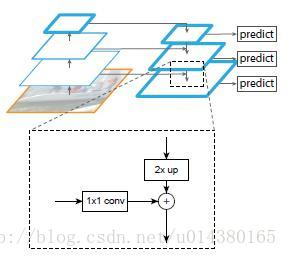 predict
predict
predict
2x up
1x1 conv
+
http://blog.csdn.net/u014380165